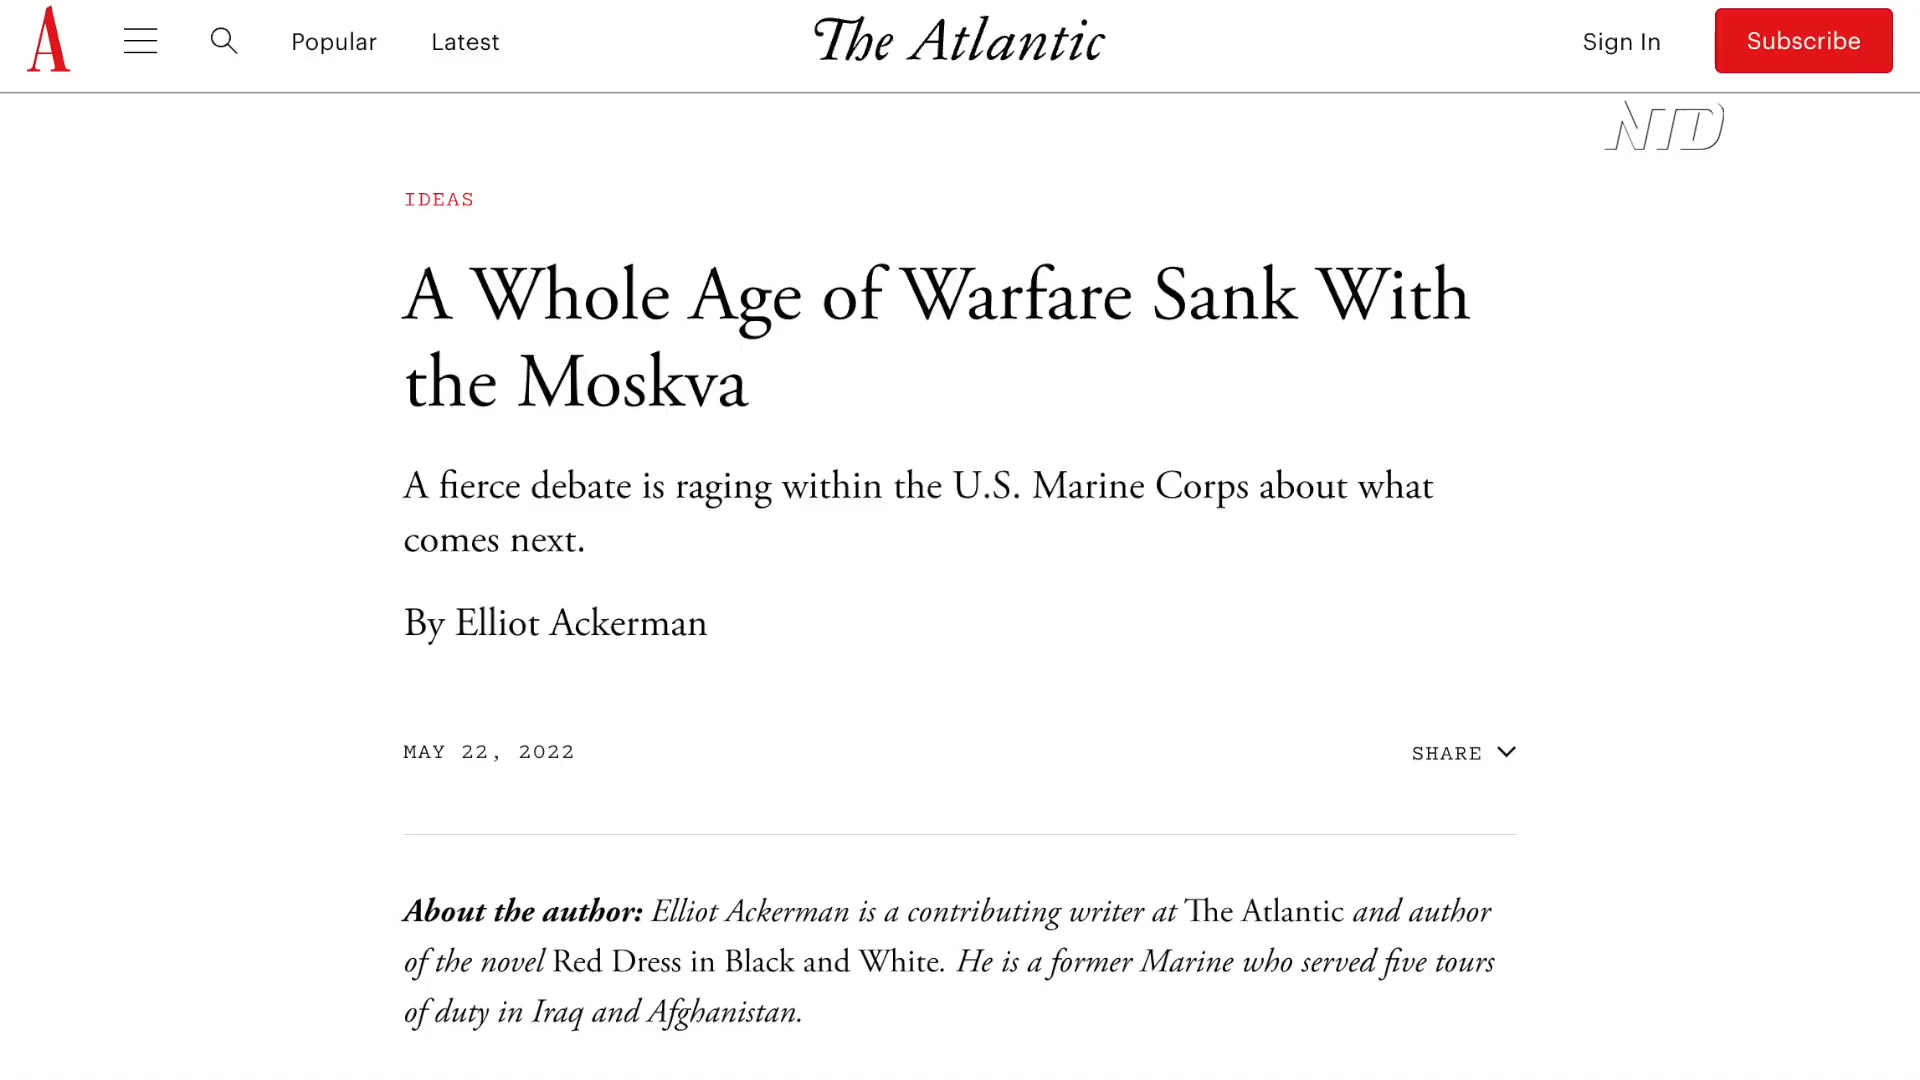 A
Popular
Latest
The Atlantic
Sign In
Subscribe
NTD
IDEAS
A Whole Age of Warfare Sank With
the Moskva
A fierce debate is raging within the U.S. Marine Corps about what
comes next.
By Elliot Ackerman
MAY 22, 2022
SHARE
About the author: Elliot Ackerman is a contributing writer at The Atlantic and author
of the novel Red Dress in Black and White. He is a former Marine who served five tours
of duty in Iraq and Afghanistan.